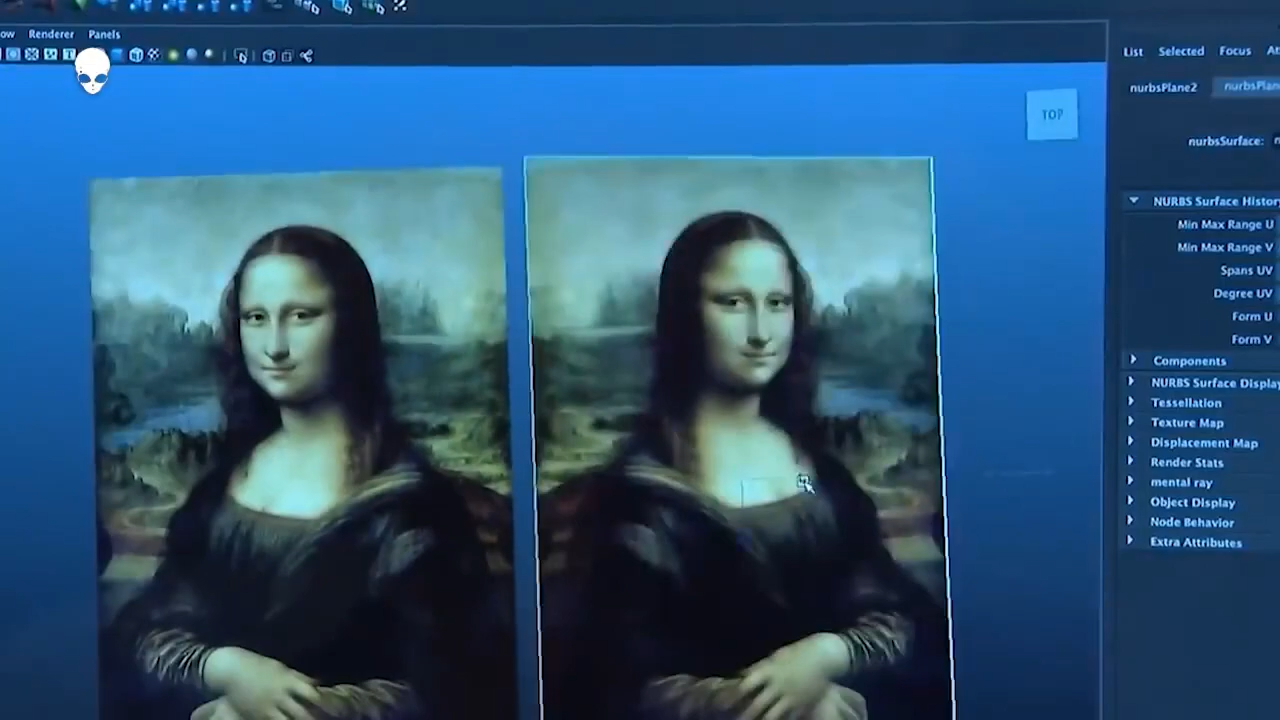 Renderer Panels
List Selected Focus
TOP
nurbsPlane2
nurbsSurface:
NURBS Surface History
Min Max Range U
Min Max Range V
Spans UV
Degree UV
Form U
Form V
Components
NURBS Surface Display
Tessellation
Texture Map
Displacement Map
Render Stats
mental ray
Object Display
Node Behavior
Extra Attributes